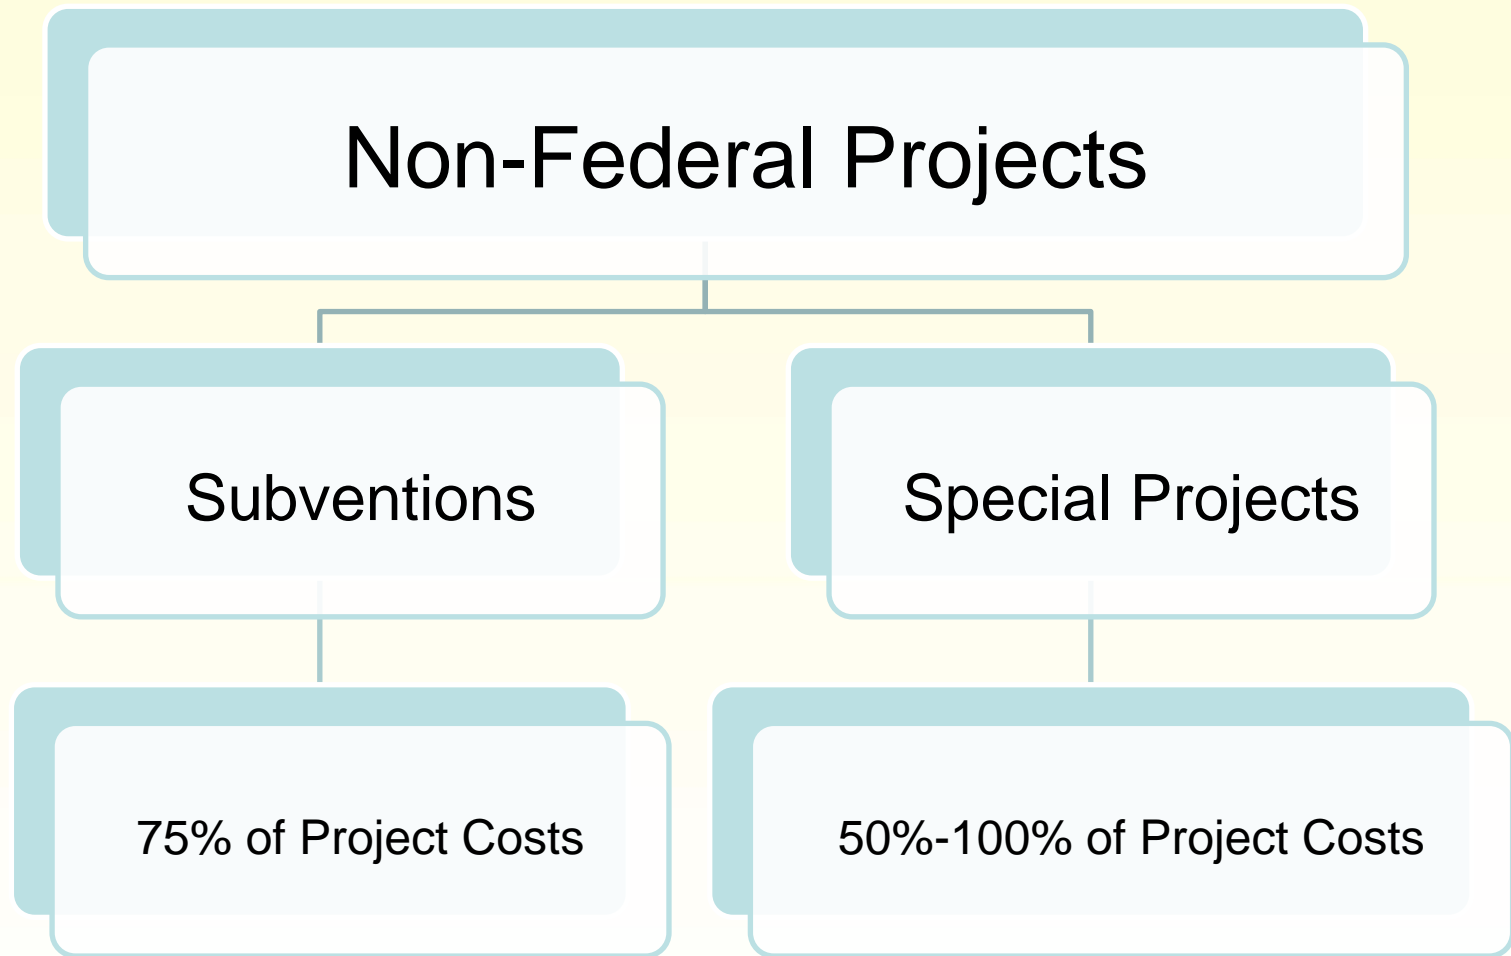 Non-Federal Projects
Subventions
Special Projects
75% of Project Costs
50%-100% of Project Costs